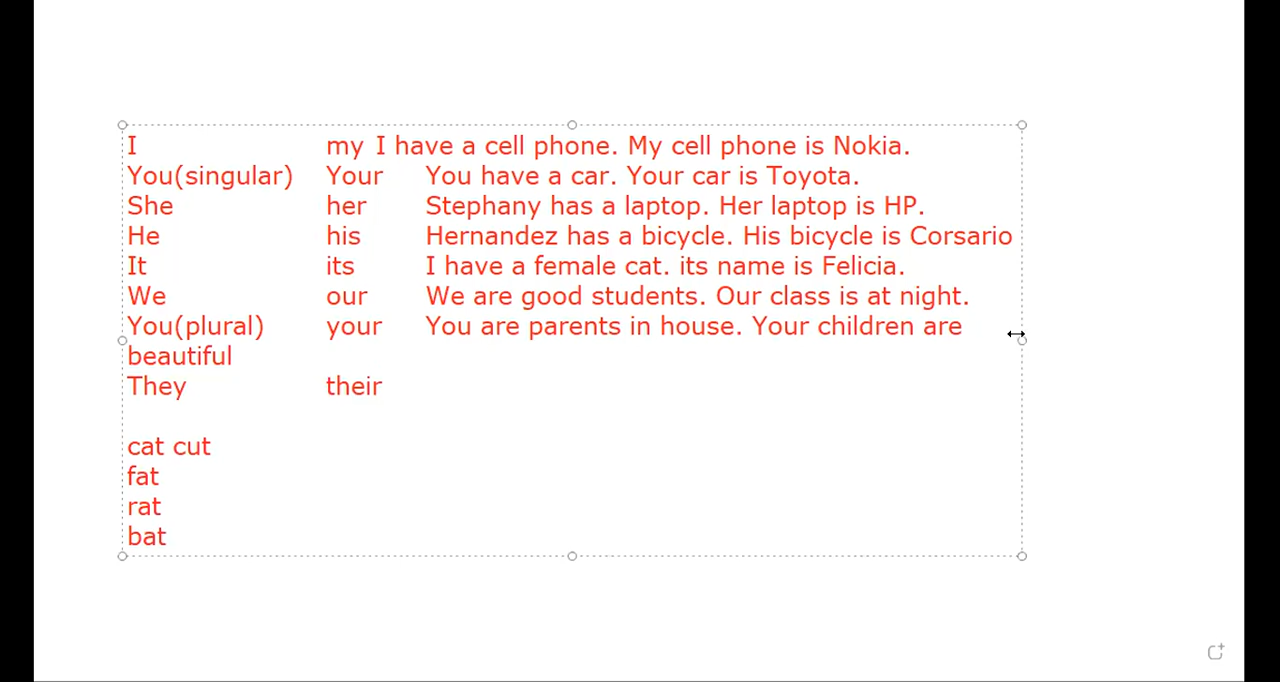 I my I have a cell phone. My cell phone is Nokia.
You(singular) Your You have a car. Your car is Toyota.
She her Stephany has a laptop. Her laptop is HP.
He his Hernandez has a bicycle. His bicycle is Corsario
It its I have a female cat. its name is Felicia.
We our We are good students. Our class is at night.
You(plural) your You are parents in house. Your children are
beautiful
They their
cat cut
fat
rat
bat